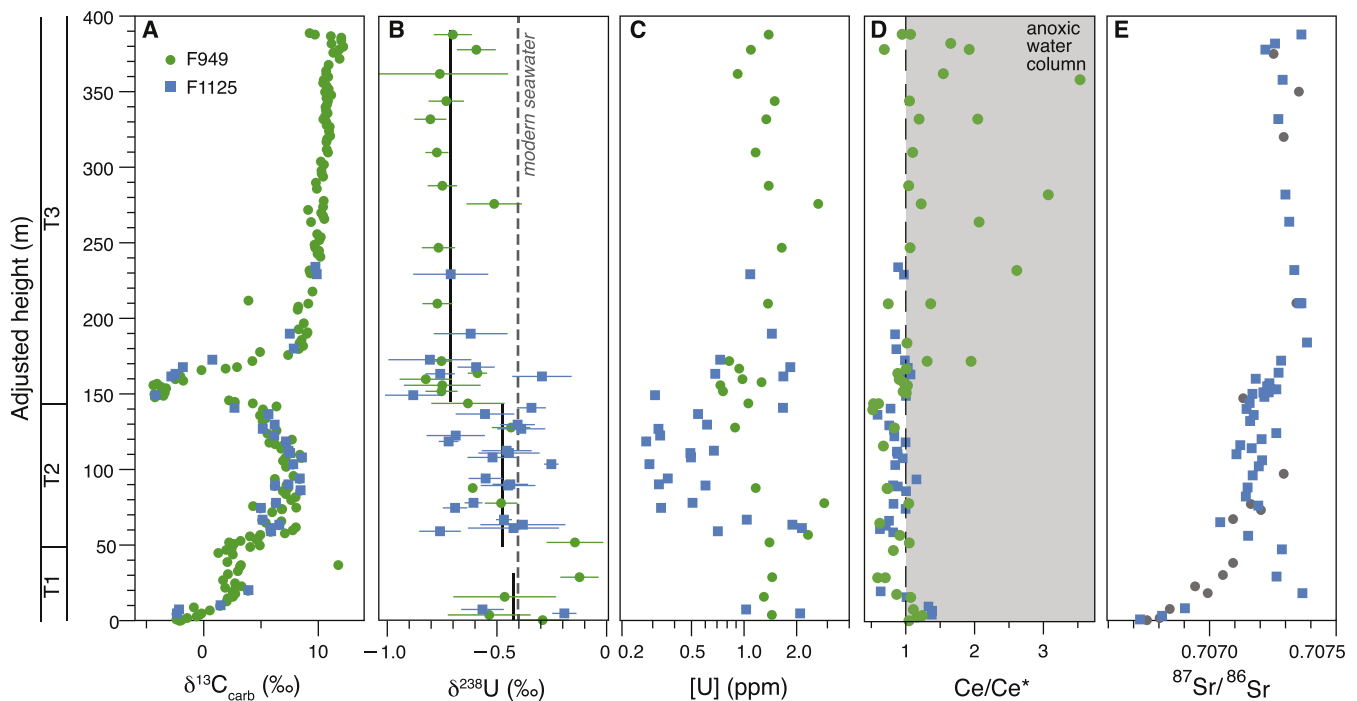 A
B
C
D
E
F949
F1125
modern seawater
anoxic
water
column
Adjusted height (m)
T3
T2
T1
400
350
300
250
200
150
100
50
0
0 10
−1.0 −0.5 0
0.2 0.5 1.0 2.0
1 2 3
0.7070 0.7075
δ¹³C_carb (‰)
δ²³⁸U (‰)
[U] (ppm)
Ce/Ce*
⁸⁷Sr/⁸⁶Sr